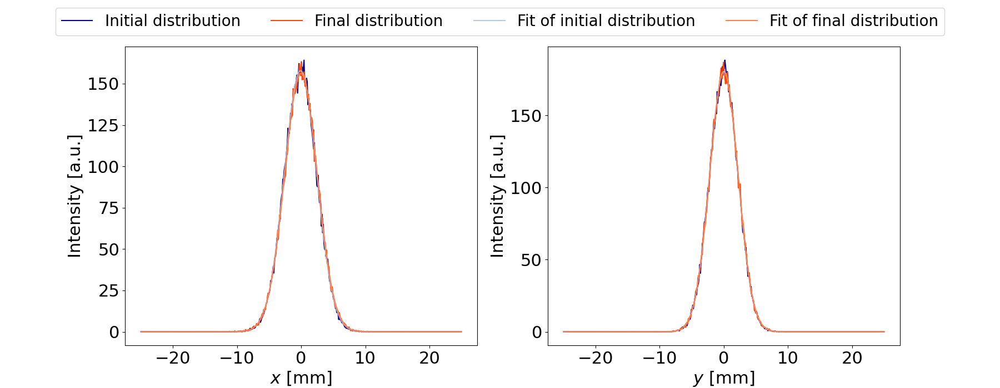 Initial distribution Final distribution Fit of initial distribution Fit of final distribution
Intensity [a.u.]
150
125
100
75
50
25
0
−20 −10 0 10 20
x [mm]
Intensity [a.u.]
150
100
50
0
−20 −10 0 10 20
y [mm]